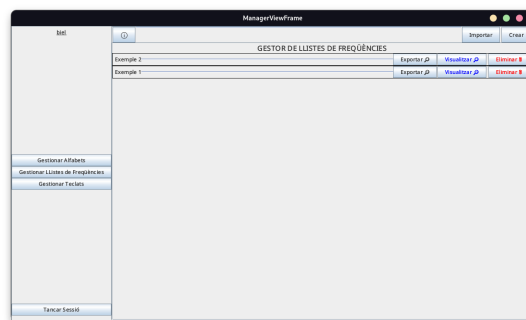 ManagerViewFrame
biel
Importar Crear
GESTOR DE LLISTES DE FREQÜÈNCIES
Exemple 2 Exportar Visualitzar Eliminar
Exemple 1 Exportar Visualitzar Eliminar
Gestionar Alfabets
Gestionar LListes de Freqüències
Gestionar Teclats
Tancar Sessió